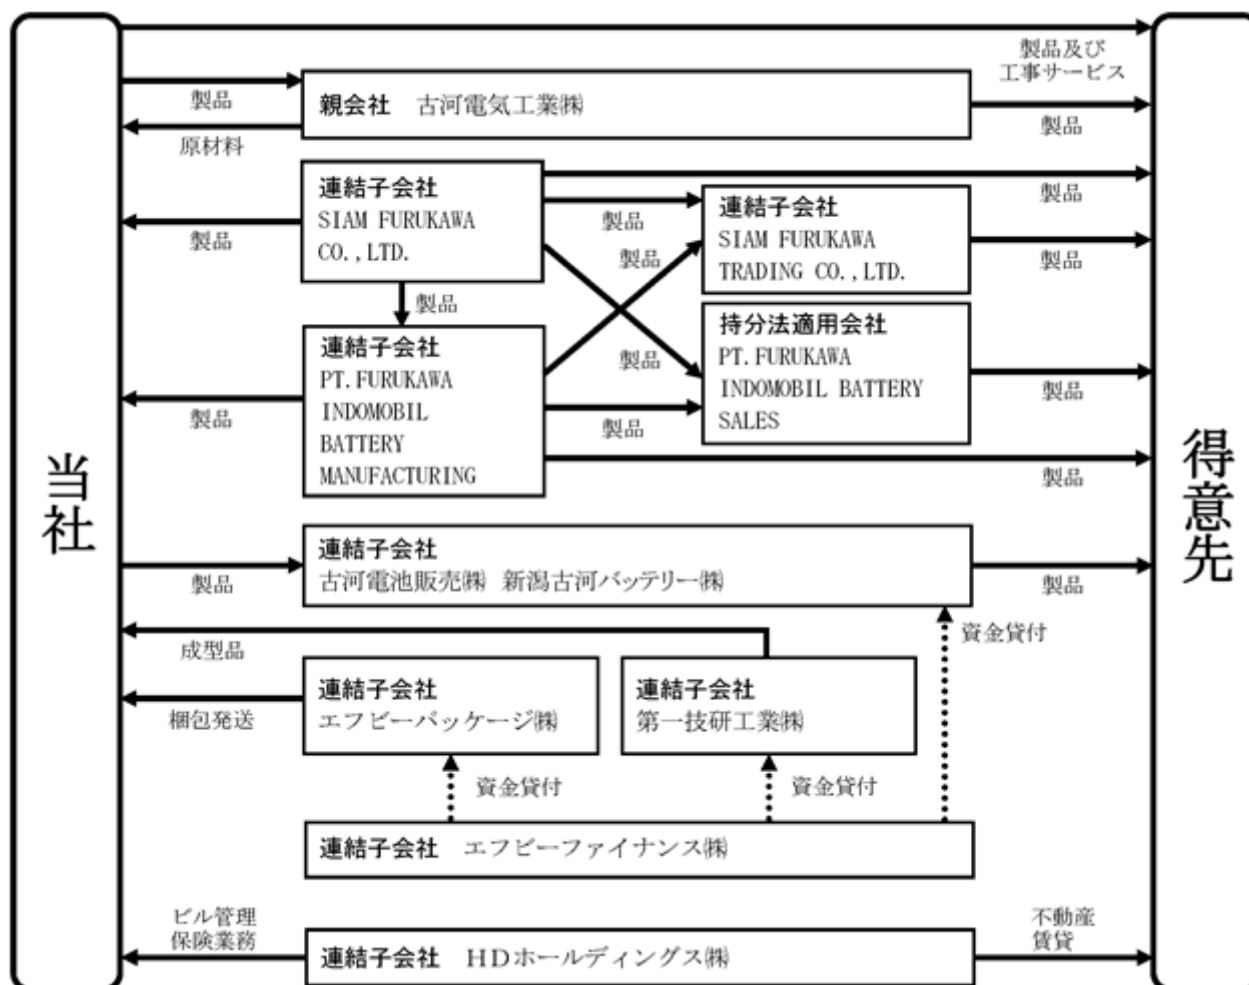 当社
得意先
製品及び
工事サービス
製品
親会社 古河電気工業㈱
製品
原材料
連結子会社
SIAM FURUKAWA
CO.,LTD.
製品
製品
製品
連結子会社
SIAM FURUKAWA
TRADING CO.,LTD.
製品
製品
製品
製品
連結子会社
PT.FURUKAWA
INDOMOBIL
BATTERY
MANUFACTURING
製品
製品
持分法適用会社
PT.FURUKAWA
INDOMOBIL BATTERY
SALES
製品
製品
製品
連結子会社
古河電池販売㈱ 新潟古河バッテリー㈱
製品
製品
成型品
資金貸付
連結子会社
エフビーパッケージ㈱
連結子会社
第一技研工業㈱
梱包発送
資金貸付
資金貸付
連結子会社 エフビーファイナンス㈱
ビル管理
保険業務
連結子会社 HDホールディングス㈱
不動産
賃貸